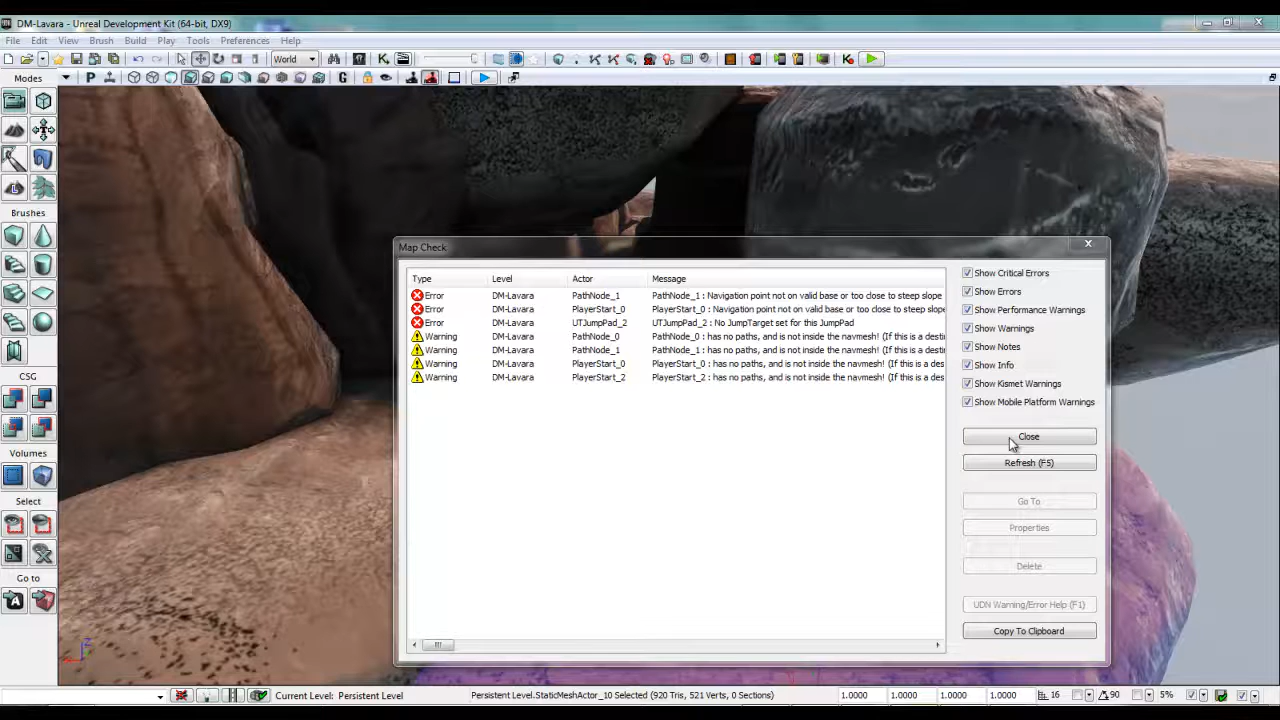 DM-Lavara - Unreal Development Kit (64-bit, DX9)
File Edit View Brush Build Play Tools Preferences Help
World
Modes
P G
Brushes
CSG
Volumes
Select
Go to
Map Check
Type Level Actor Message
Error DM-Lavara PathNode_1 PathNode_1 : Navigation point not on valid base or too close to steep slope
Error DM-Lavara PlayerStart_0 PlayerStart_0 : Navigation point not on valid base or too close to steep slope
Error DM-Lavara UTJumpPad_2 UTJumpPad_2 : No JumpTarget set for this JumpPad
Warning DM-Lavara PathNode_0 PathNode_0 : has no paths, and is not inside the navmesh! (If this is a desti
Warning DM-Lavara PathNode_1 PathNode_1 : has no paths, and is not inside the navmesh! (If this is a desti
Warning DM-Lavara PlayerStart_0 PlayerStart_0 : has no paths, and is not inside the navmesh! (If this is a des
Warning DM-Lavara PlayerStart_2 PlayerStart_2 : has no paths, and is not inside the navmesh! (If this is a des
Show Critical Errors
Show Errors
Show Performance Warnings
Show Warnings
Show Notes
Show Info
Show Kismet Warnings
Show Mobile Platform Warnings
Close
Refresh (F5)
Go To
Properties
Delete
UDN Warning/Error Help (F1)
Copy To Clipboard
Z
Current Level: Persistent Level Persistent Level.StaticMeshActor_10 Selected (920 Tris, 521 Verts, 0 Sections) 1.0000 1.0000 1.0000 1.0000 16 90 5%